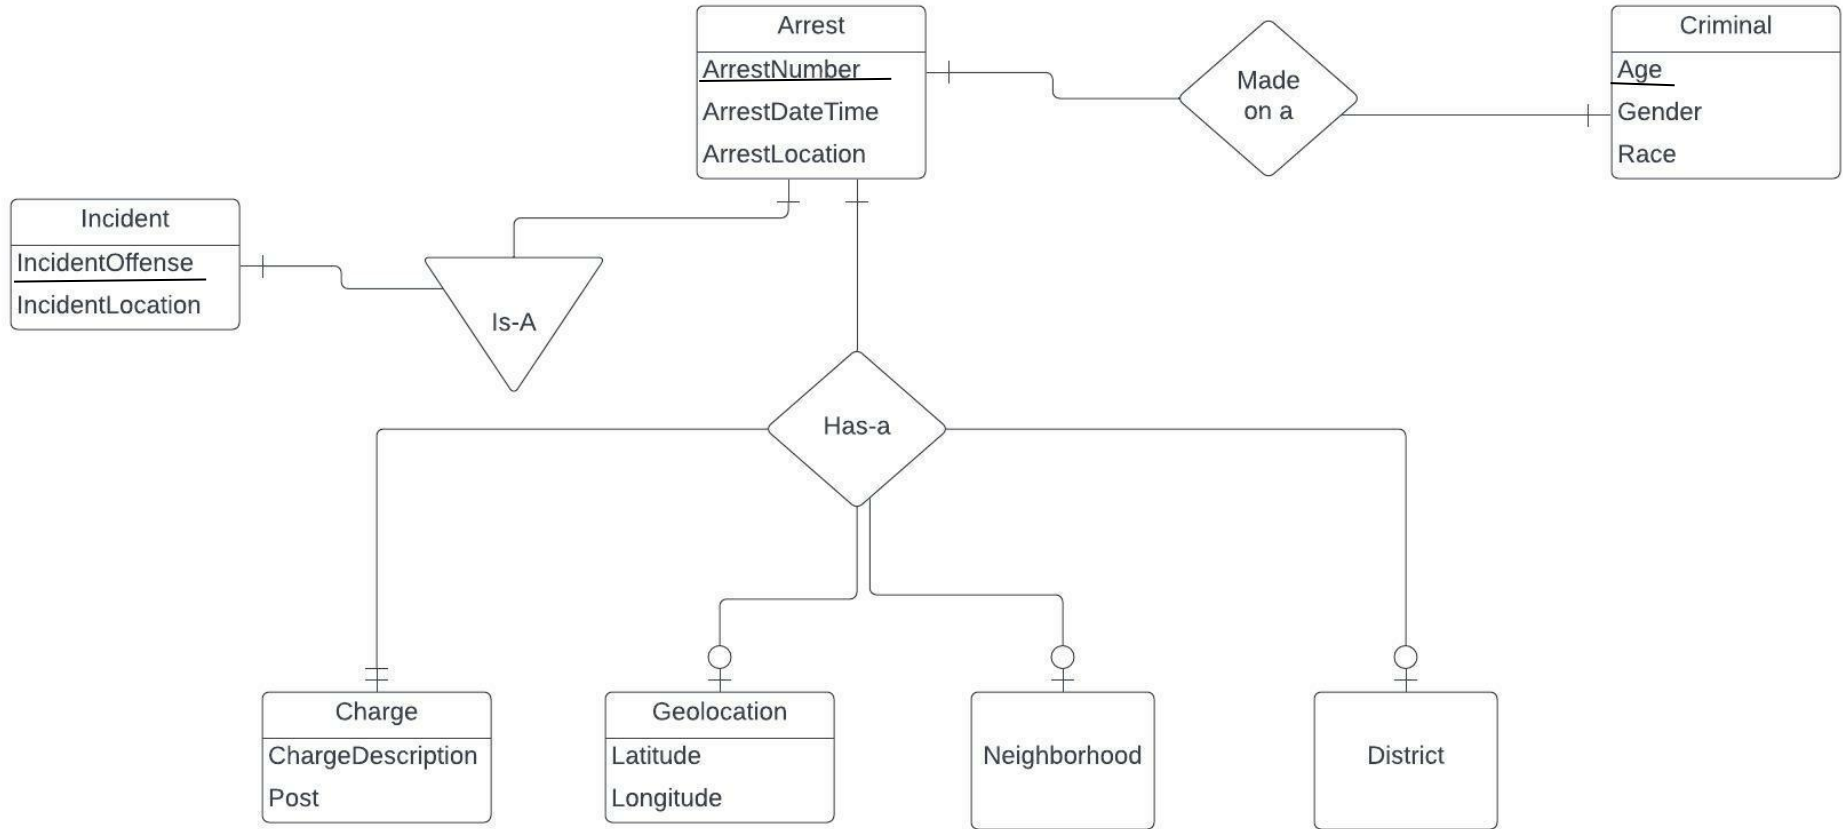 Arrest
ArrestNumber
ArrestDateTime
ArrestLocation
Made
on a
Criminal
Age
Gender
Race
Incident
IncidentOffense
IncidentLocation
Is-A
Has-a
Charge
ChargeDescription
Post
Geolocation
Latitude
Longitude
Neighborhood
District